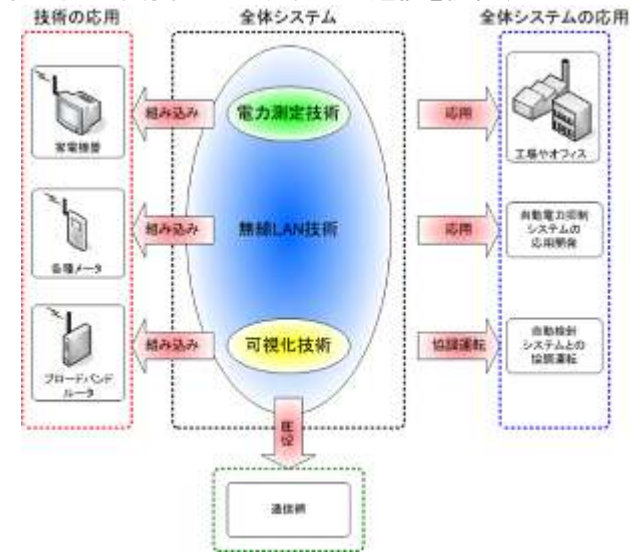 技術の応用
全体システム
全体システムの応用
家電機器
組み込み
電力測定技術
応用
工場やオフィス
各種メータ
組み込み
無線LAN技術
応用
自動電力抑制
システムの
応用開発
ブロードバンド
ルータ
組み込み
可視化技術
協調運転
自動検針
システムとの
協調運転
通信網